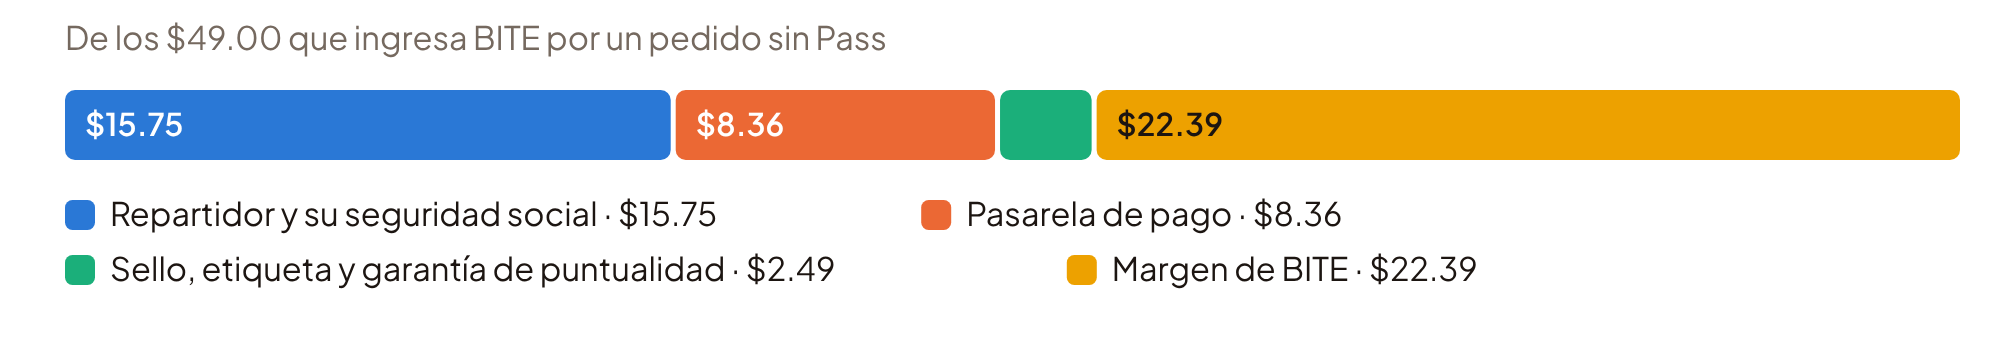 De los $49.00 que ingresa BITE por un pedido sin Pass
$15.75 $8.36 $22.39
Repartidor y su seguridad social · $15.75 Pasarela de pago · $8.36
Sello, etiqueta y garantía de puntualidad · $2.49 Margen de BITE · $22.39